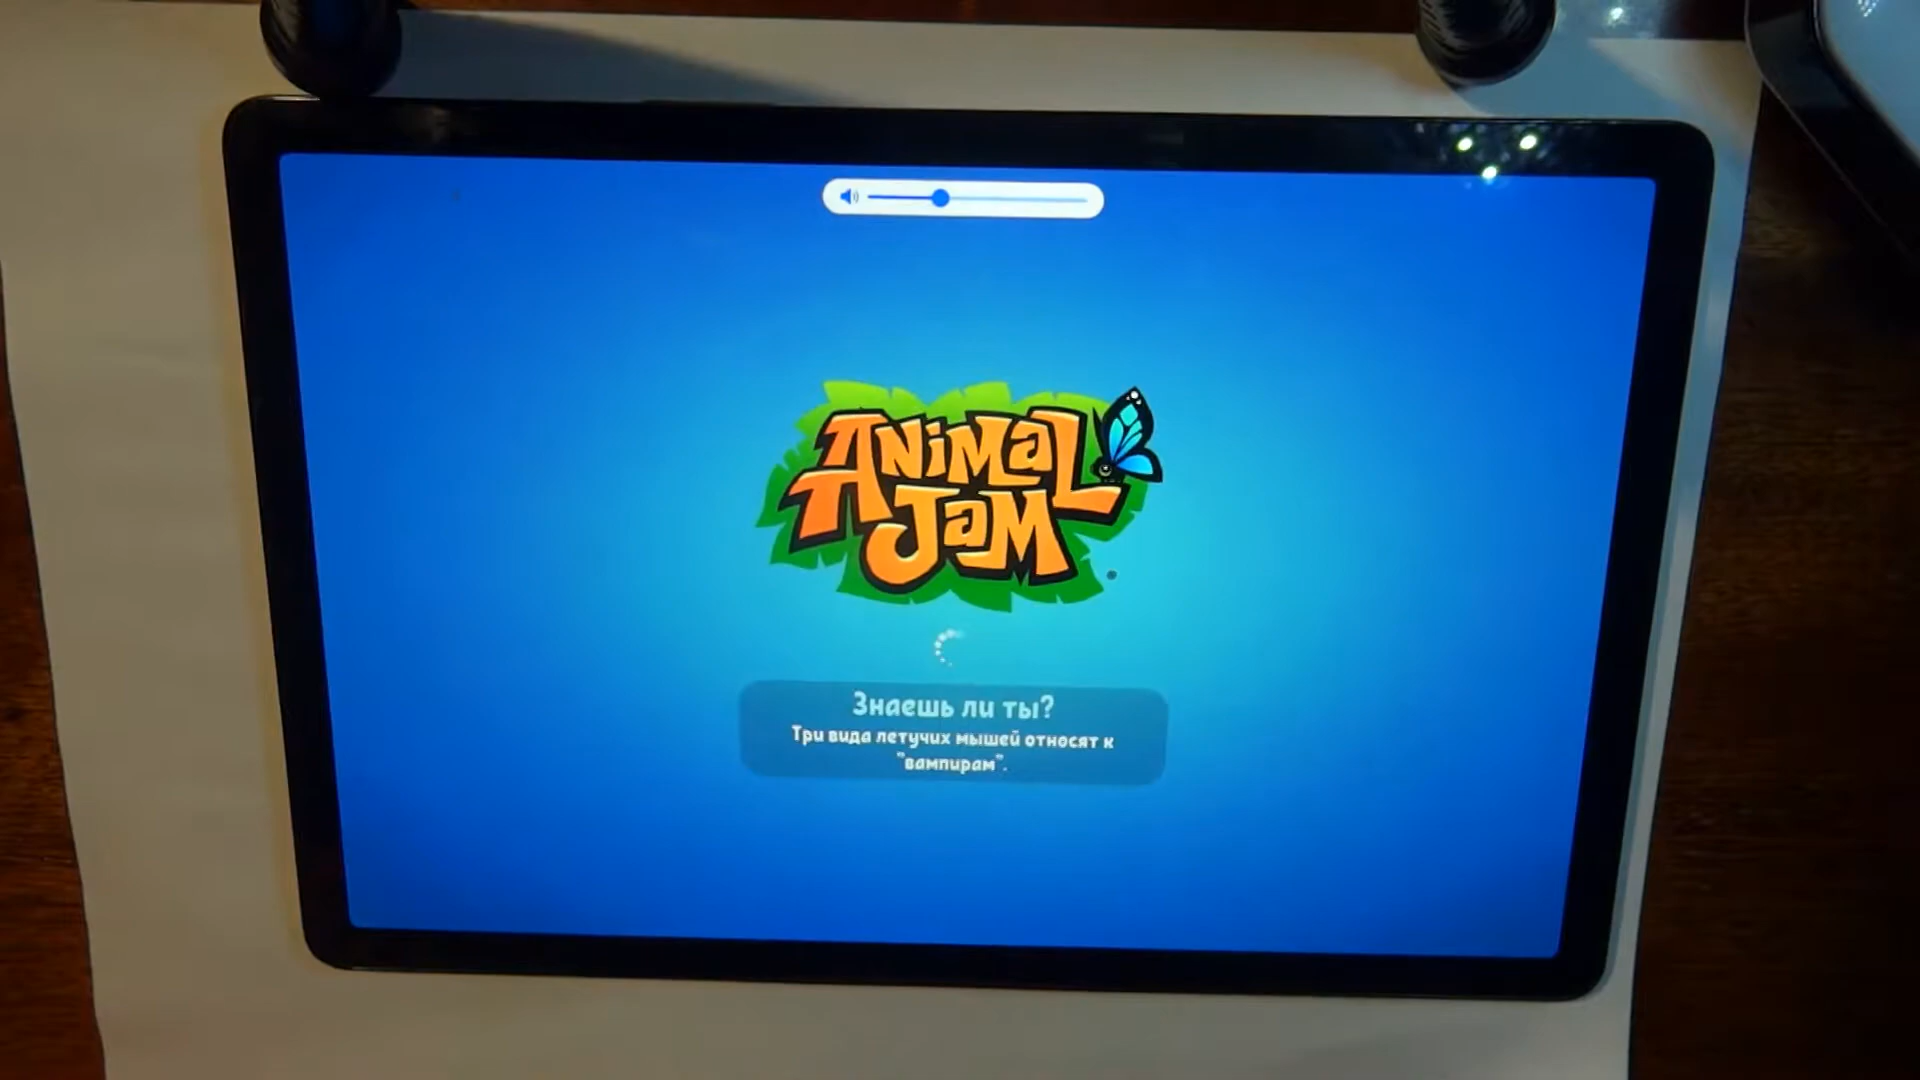 ANiMaL
JaM
Знаешь ли ты?
Три вида летучих мышей относят к
"вампирам".